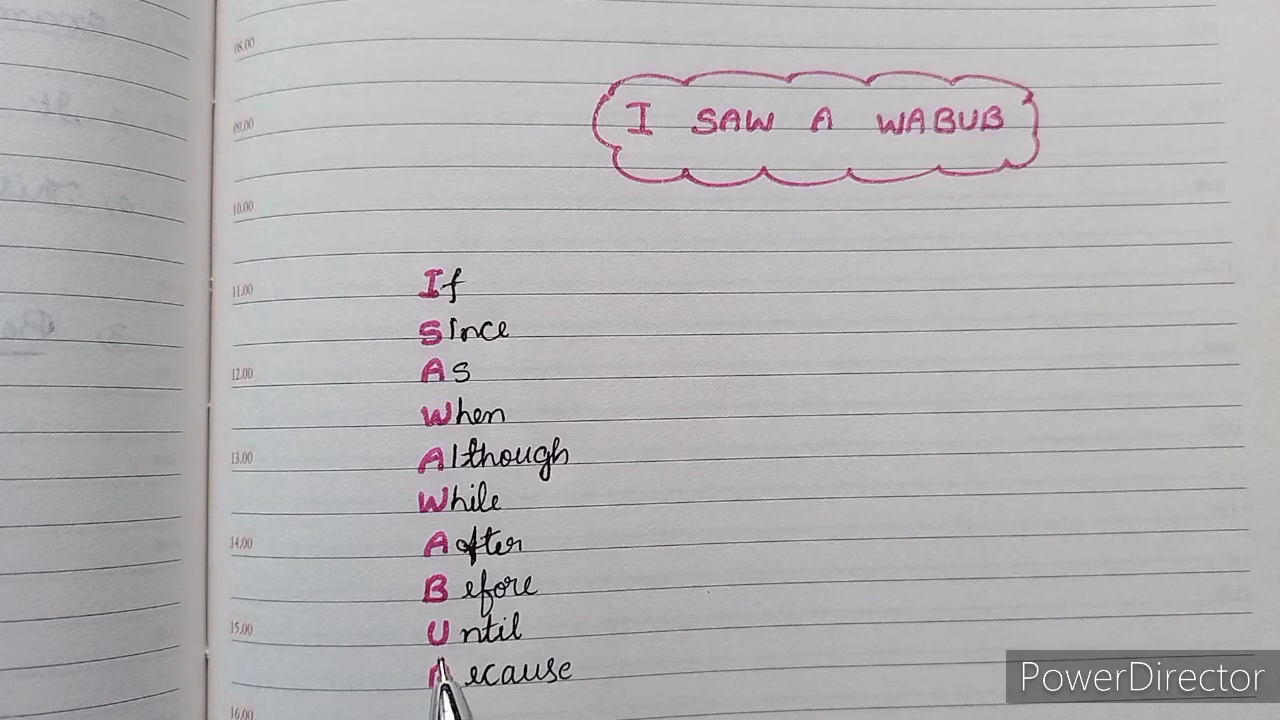 08.00
I SAW A WABUB
09.00
10.00
11.00 If
Since
12.00 As
When
13.00 Although
While
14.00 After
Before
15.00 Until
ecause
16.00
PowerDirector